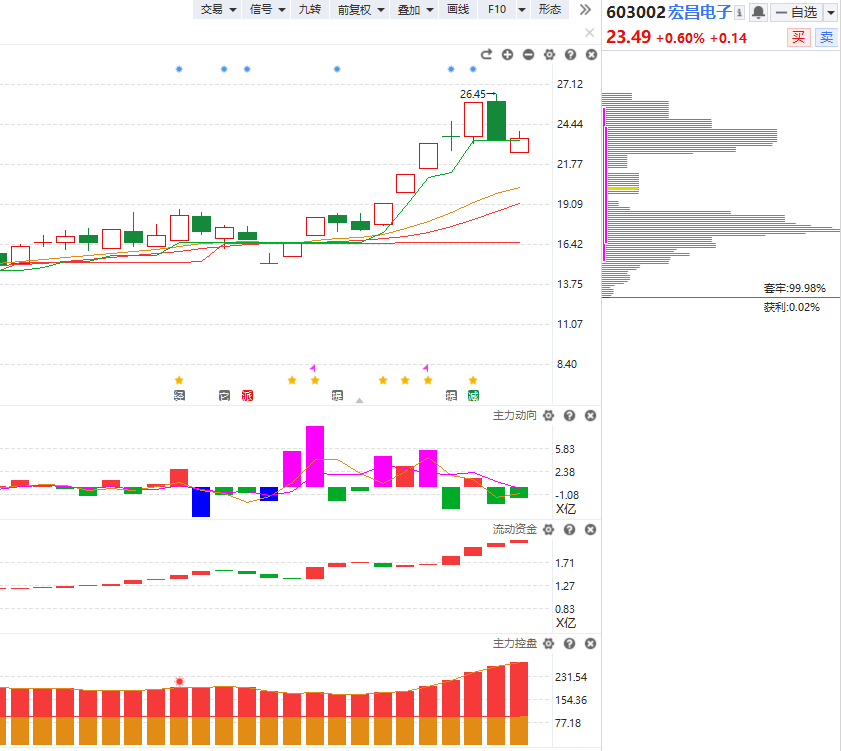 交易 信号 九转 前复权 叠加 画线 F10 形态
603002 宏昌电子 自选
23.49 +0.60% +0.14 买 卖
27.12
26.45
24.44
21.77
19.09
16.42
13.75
11.07
8.40
套牢:99.98%
获利:0.02%
派 减
主力动向
5.83
2.38
-1.08
X亿
流动资金
1.71
1.27
0.83
X亿
主力控盘
231.54
154.36
77.18